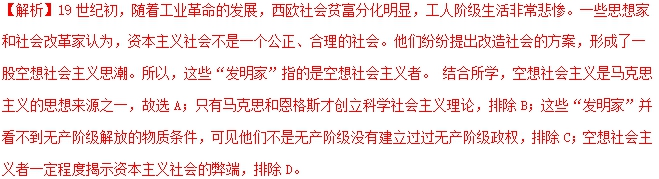 【解析】19 世纪初，随着工业革命的发展，西欧社会贫富分化明显，工人阶级生活非常悲惨。一些思想家
和社会改革家认为，资本主义社会不是一个公正、合理的社会。他们纷纷提出改造社会的方案，形成了一
股空想社会主义思潮。所以，这些“发明家”指的是空想社会主义者。 结合所学，空想社会主义是马克思
主义的思想来源之一，故选 A；只有马克思和恩格斯才创立科学社会主义理论，排除 B；这些“发明家”并
看不到无产阶级解放的物质条件，可见他们不是无产阶级没有建立过过无产阶级政权，排除 C；空想社会主
义者一定程度揭示资本主义社会的弊端，排除 D。